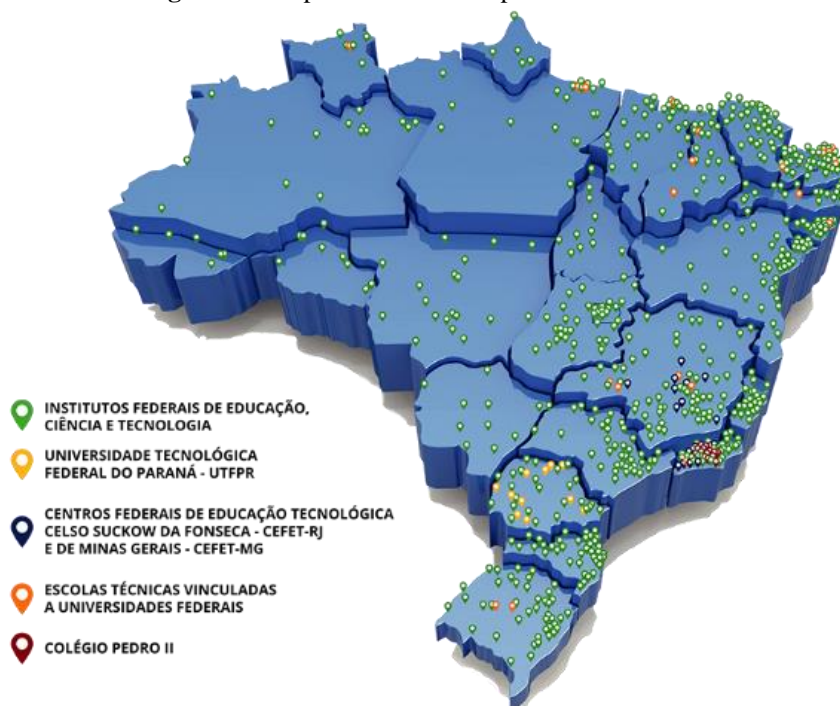 INSTITUTOS FEDERAIS DE EDUCAÇÃO,
CIÊNCIA E TECNOLOGIA
UNIVERSIDADE TECNOLÓGICA
FEDERAL DO PARANÁ - UTFPR
CENTROS FEDERAIS DE EDUCAÇÃO TECNOLÓGICA
CELSO SUCKOW DA FONSECA - CEFET-RJ
E DE MINAS GERAIS - CEFET-MG
ESCOLAS TÉCNICAS VINCULADAS
A UNIVERSIDADES FEDERAIS
COLÉGIO PEDRO II